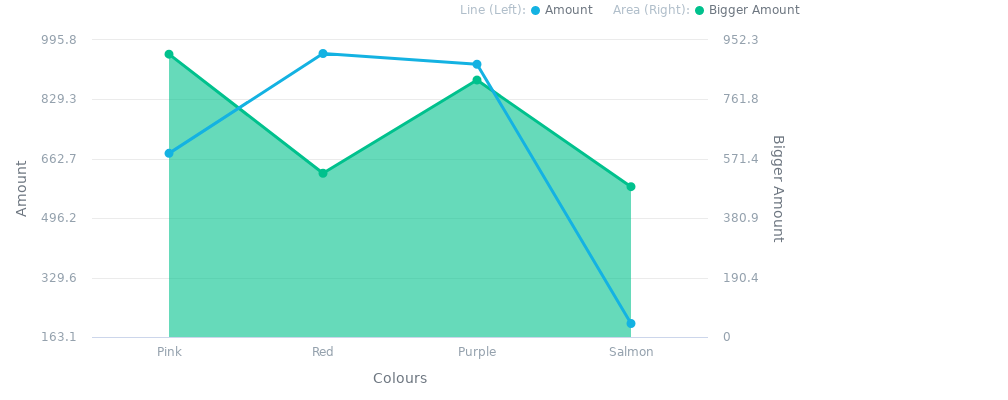 Line (Left): Amount Area (Right): Bigger Amount
995.8 952.3
829.3 761.8
662.7 571.4
496.2 380.9
329.6 190.4
163.1 0
Amount
Bigger Amount
Pink Red Purple Salmon
Colours